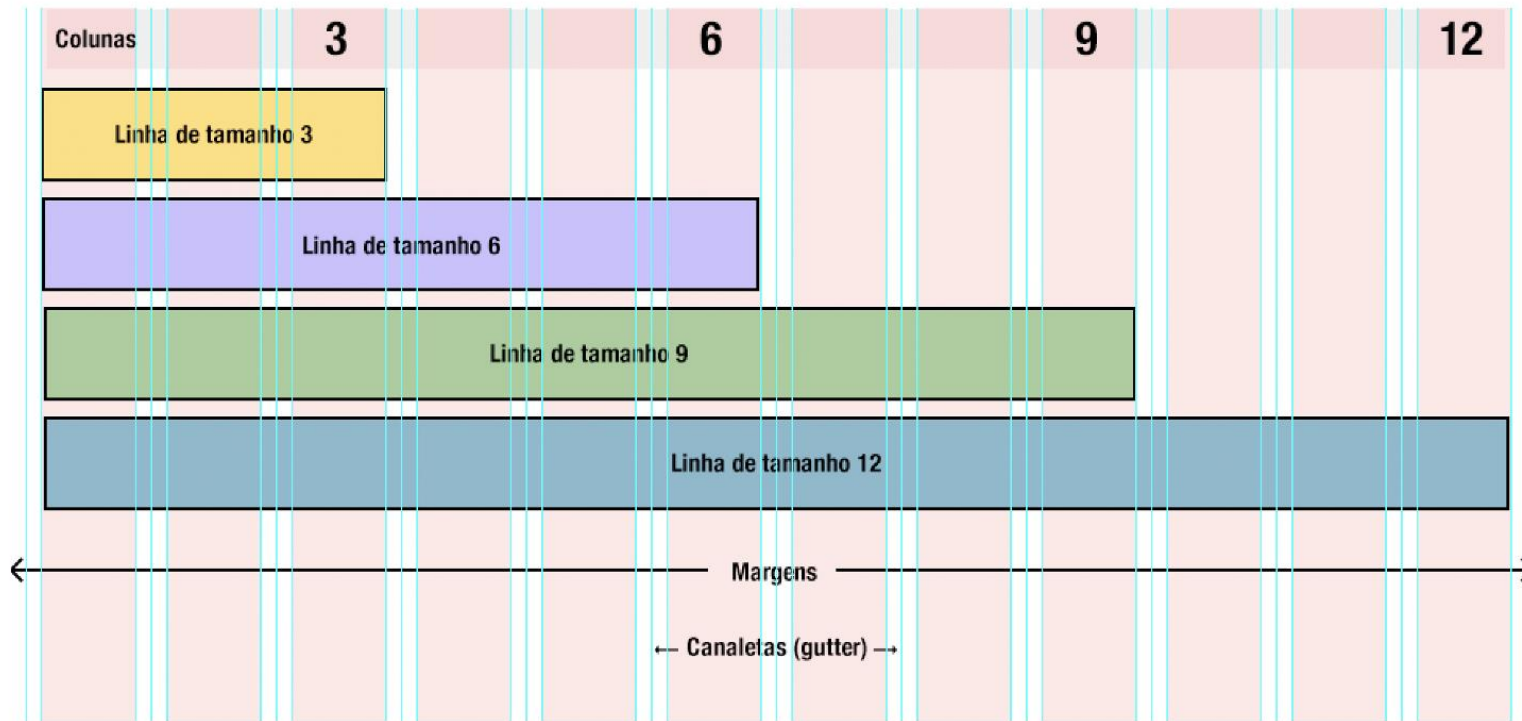 Colunas 3 6 9 12
Linha de tamanho 3
Linha de tamanho 6
Linha de tamanho 9
Linha de tamanho 12
Margens
←– Canaletas (gutter) –→